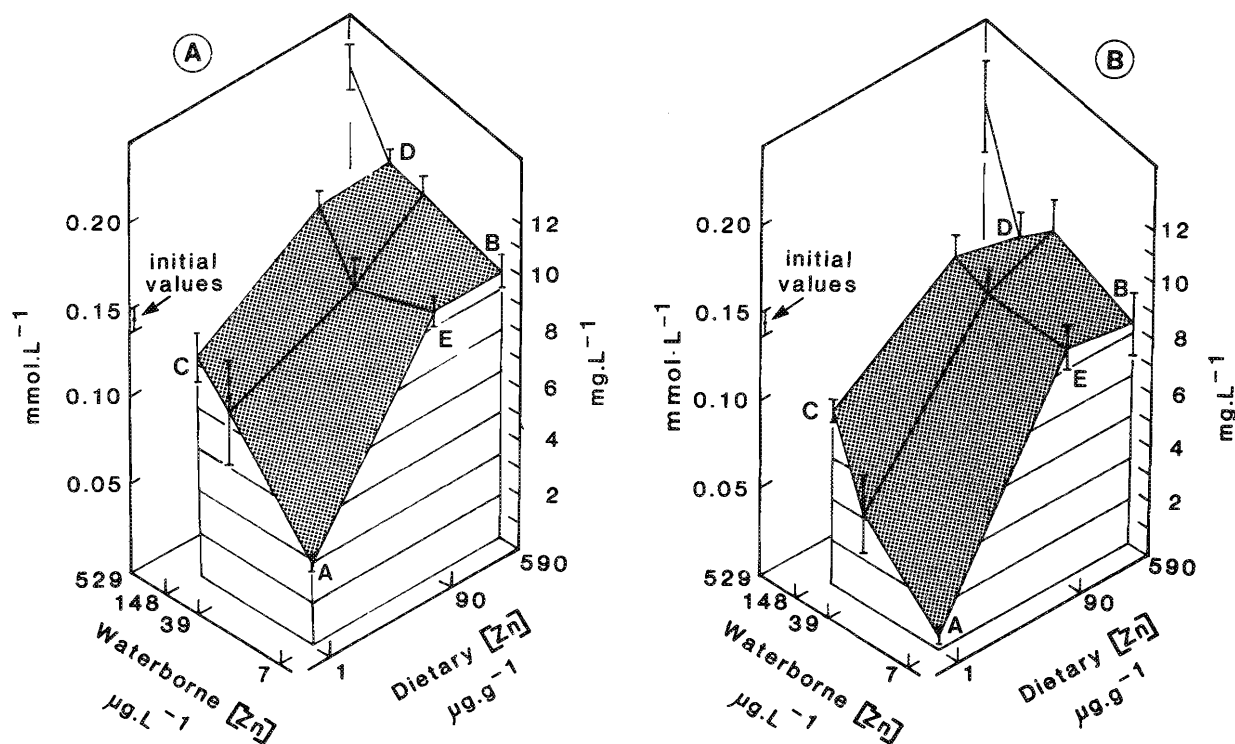 A
0.20
0.15
0.10
0.05
mmol.L⁻¹
initial
values
C
D
B
E
A
12
10
8
6
4
2
mg.L⁻¹
529
148
39
7
Waterborne [Zn]
µg.L⁻¹
1
90
590
Dietary [Zn]
µg.g⁻¹
B
0.20
0.15
0.10
0.05
mmol·L⁻¹
initial
values
C
D
B
E
A
12
10
8
6
4
2
mg.L⁻¹
529
148
39
7
Waterborne [Zn]
µg.L⁻¹
1
90
590
Dietary [Zn]
µg.g⁻¹